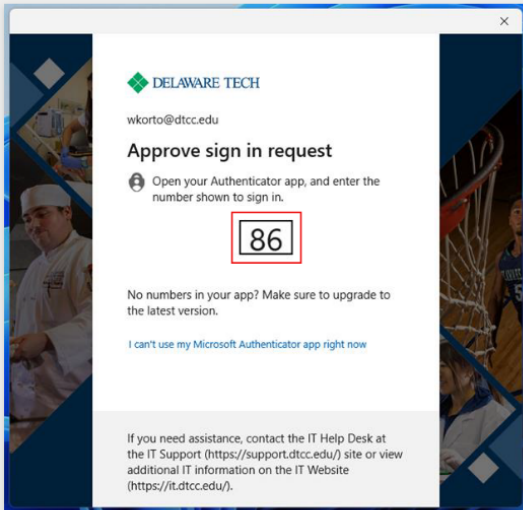 DELAWARE TECH
wkorto@dtcc.edu
Approve sign in request
Open your Authenticator app, and enter the
number shown to sign in.
86
No numbers in your app? Make sure to upgrade to
the latest version.
I can't use my Microsoft Authenticator app right now
If you need assistance, contact the IT Help Desk at
the IT Support (https://support.dtcc.edu/) site or view
additional IT information on the IT Website
(https://it.dtcc.edu/).